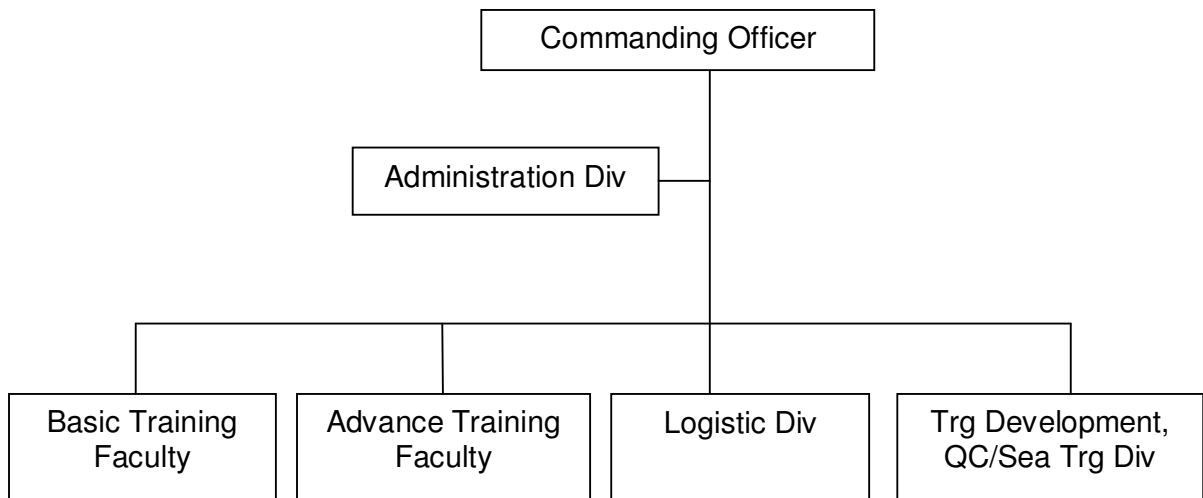 Commanding Officer
Administration Div
Basic Training
Faculty
Advance Training
Faculty
Logistic Div
Trg Development,
QC/Sea Trg Div